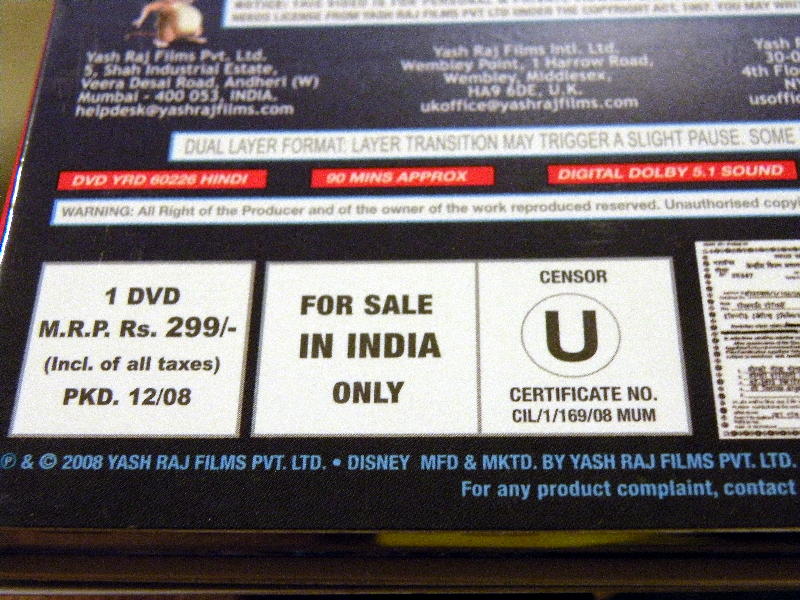 NOTICE: THIS VIDEO IS FOR PERSONAL &
NEEDS LICENSE FROM YASH RAJ FILMS PVT LTD UNDER THE COPYRIGHT ACT, 1957. YOU MAY WRIT
Yash Raj Films Pvt. Ltd.
5, Shah Industrial Estate,
Veera Desai Road, Andheri (W)
Mumbai - 400 053, INDIA.
helpdesk@yashrajfilms.com
Yash Raj Films Intl. Ltd.
Wembley Point, 1 Harrow Road,
Wembley, Middlesex,
HA9 6DE, U.K.
ukoffice@yashrajfilms.com
Yash R
30-0
4th Flo
NY
usoffic
DUAL LAYER FORMAT: LAYER TRANSITION MAY TRIGGER A SLIGHT PAUSE. SOME
DVD YRD 60226 HINDI
90 MINS APPROX
DIGITAL DOLBY 5.1 SOUND
WARNING: All Right of the Producer and of the owner of the work reproduced reserved. Unauthorised copyi
1 DVD
M.R.P. Rs. 299/-
(Incl. of all taxes)
PKD. 12/08
FOR SALE
IN INDIA
ONLY
CENSOR
U
CERTIFICATE NO.
CIL/1/169/08 MUM
℗ & © 2008 YASH RAJ FILMS PVT. LTD. • DISNEY MFD & MKTD. BY YASH RAJ FILMS PVT. LTD.
For any product complaint, contact